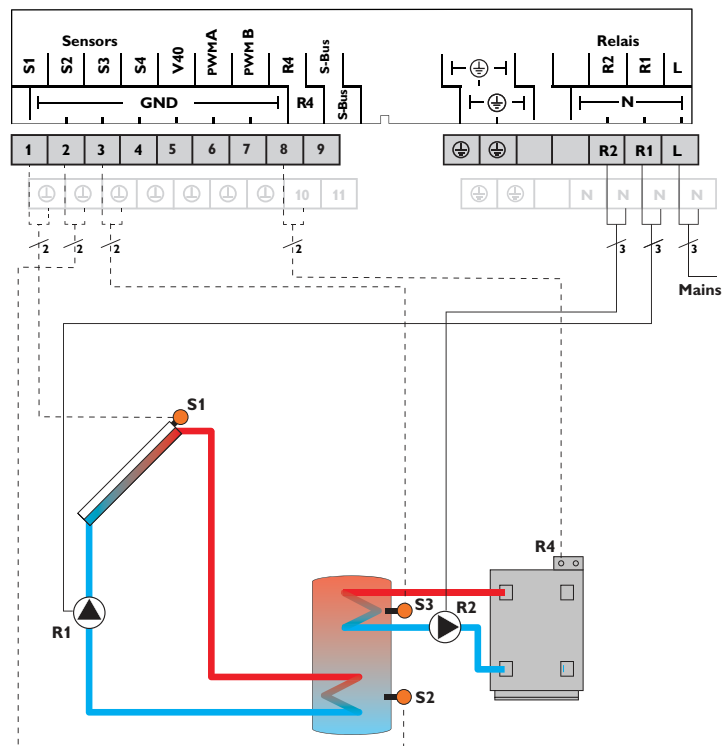 Sensors
Relais
S1 S2 S3 S4 V40 PWMA PWMB R4 S-Bus
R2 R1 L
GND
R4
S-Bus
N
1 2 3 4 5 6 7 8 9
R2 R1 L
10 11
N N N N
2 2 2 2
3 3 3
Mains
S1
R4
S3
R2
R1
S2